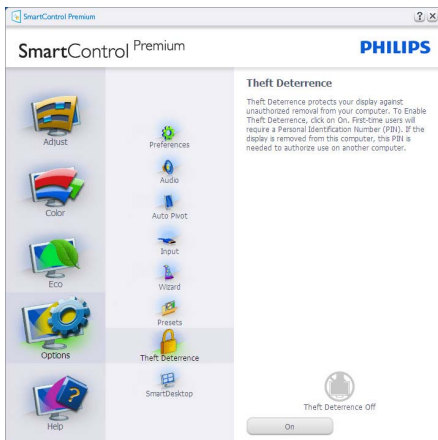 SmartControl Premium
SmartControl Premium
PHILIPS
Adjust
Color
Eco
Options
Help
Preferences
Audio
Auto Pivot
Input
Wizard
Presets
Theft Deterrence
SmartDesktop
Theft Deterrence
Theft Deterrence protects your display against
unauthorized removal from your computer. To Enable
Theft Deterrence, click on On. First-time users will
require a Personal Identification Number (PIN). If the
display is removed from this computer, this PIN is
needed to authorize use on another computer.
Theft Deterrence Off
On